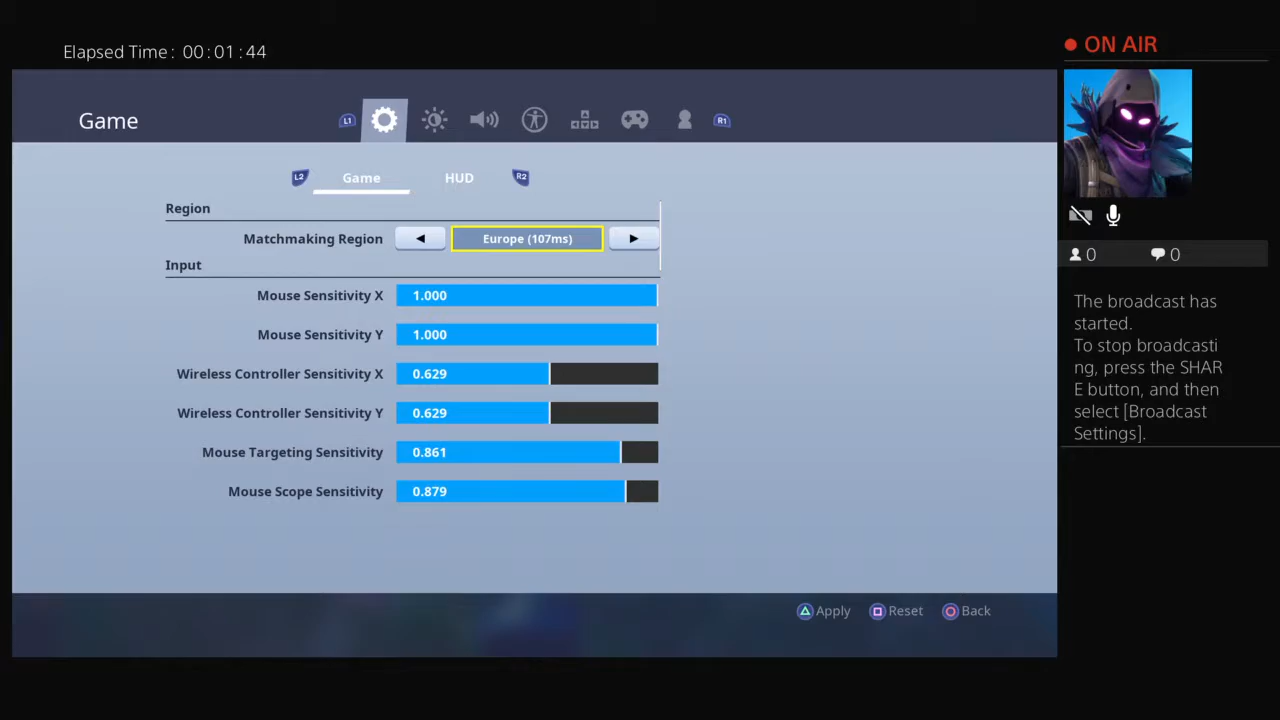 Elapsed Time: 00:01:44
ON AIR
Game
L1
R1
L2
Game
HUD
R2
Region
Matchmaking Region
Europe (107ms)
Input
Mouse Sensitivity X
1.000
Mouse Sensitivity Y
1.000
Wireless Controller Sensitivity X
0.629
Wireless Controller Sensitivity Y
0.629
Mouse Targeting Sensitivity
0.861
Mouse Scope Sensitivity
0.879
Apply
Reset
Back
0
0
The broadcast has
started.
To stop broadcasti
ng, press the SHAR
E button, and then
select [Broadcast
Settings].